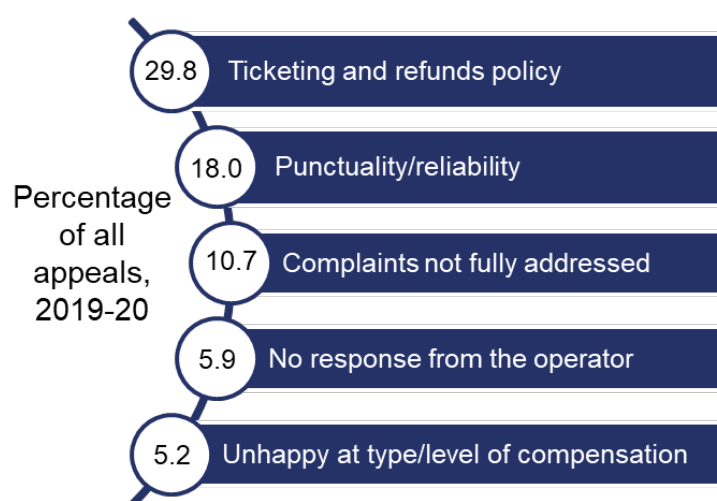 Percentage
of all
appeals,
2019-20
29.8 Ticketing and refunds policy
18.0 Punctuality/reliability
10.7 Complaints not fully addressed
5.9 No response from the operator
5.2 Unhappy at type/level of compensation